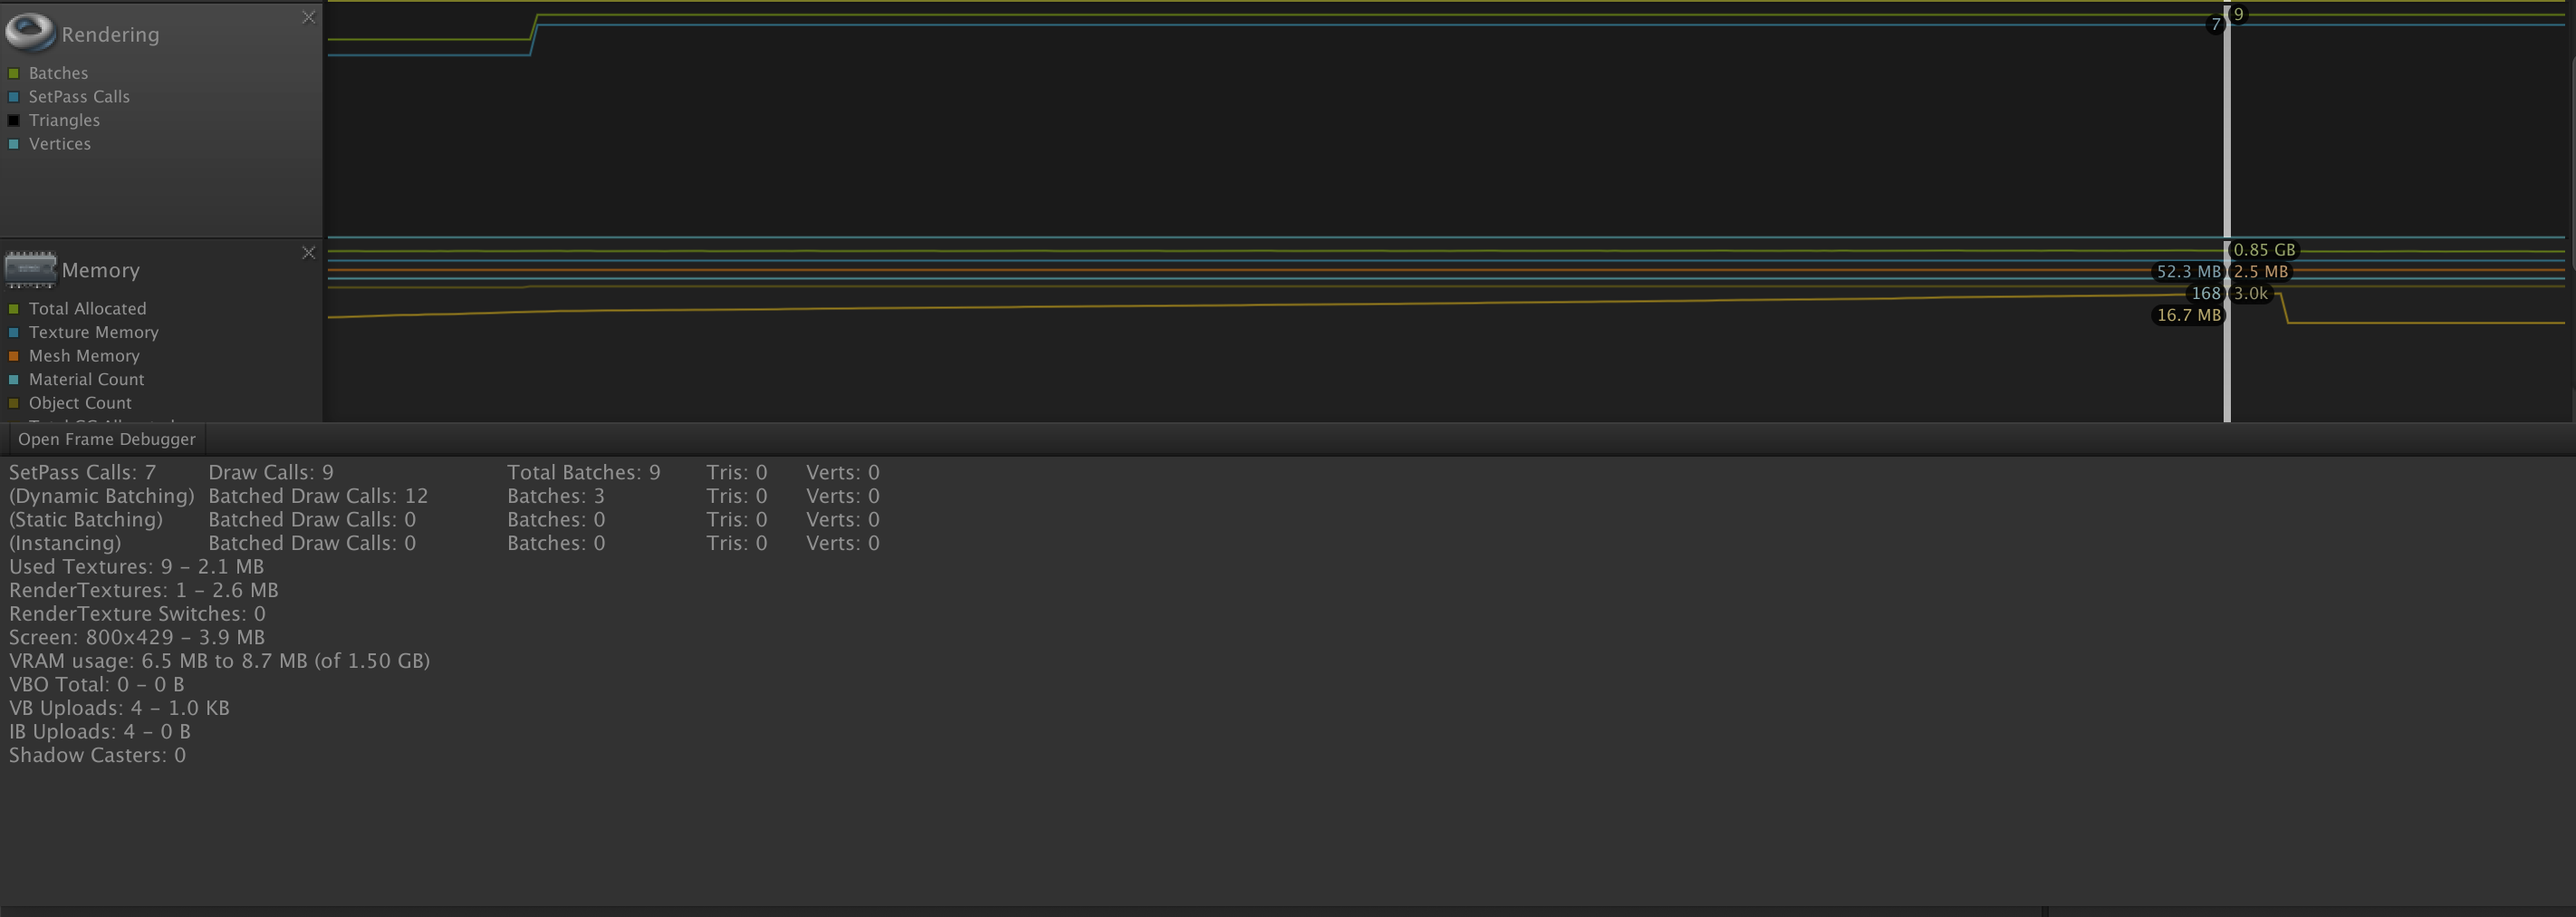 Rendering
Batches
SetPass Calls
Triangles
Vertices
7 9
Memory
Total Allocated
Texture Memory
Mesh Memory
Material Count
Object Count
0.85 GB
52.3 MB 2.5 MB
168 3.0k
16.7 MB
Open Frame Debugger
SetPass Calls: 7 Draw Calls: 9 Total Batches: 9 Tris: 0 Verts: 0
(Dynamic Batching) Batched Draw Calls: 12 Batches: 3 Tris: 0 Verts: 0
(Static Batching) Batched Draw Calls: 0 Batches: 0 Tris: 0 Verts: 0
(Instancing) Batched Draw Calls: 0 Batches: 0 Tris: 0 Verts: 0
Used Textures: 9 – 2.1 MB
RenderTextures: 1 – 2.6 MB
RenderTexture Switches: 0
Screen: 800x429 – 3.9 MB
VRAM usage: 6.5 MB to 8.7 MB (of 1.50 GB)
VBO Total: 0 – 0 B
VB Uploads: 4 – 1.0 KB
IB Uploads: 4 – 0 B
Shadow Casters: 0